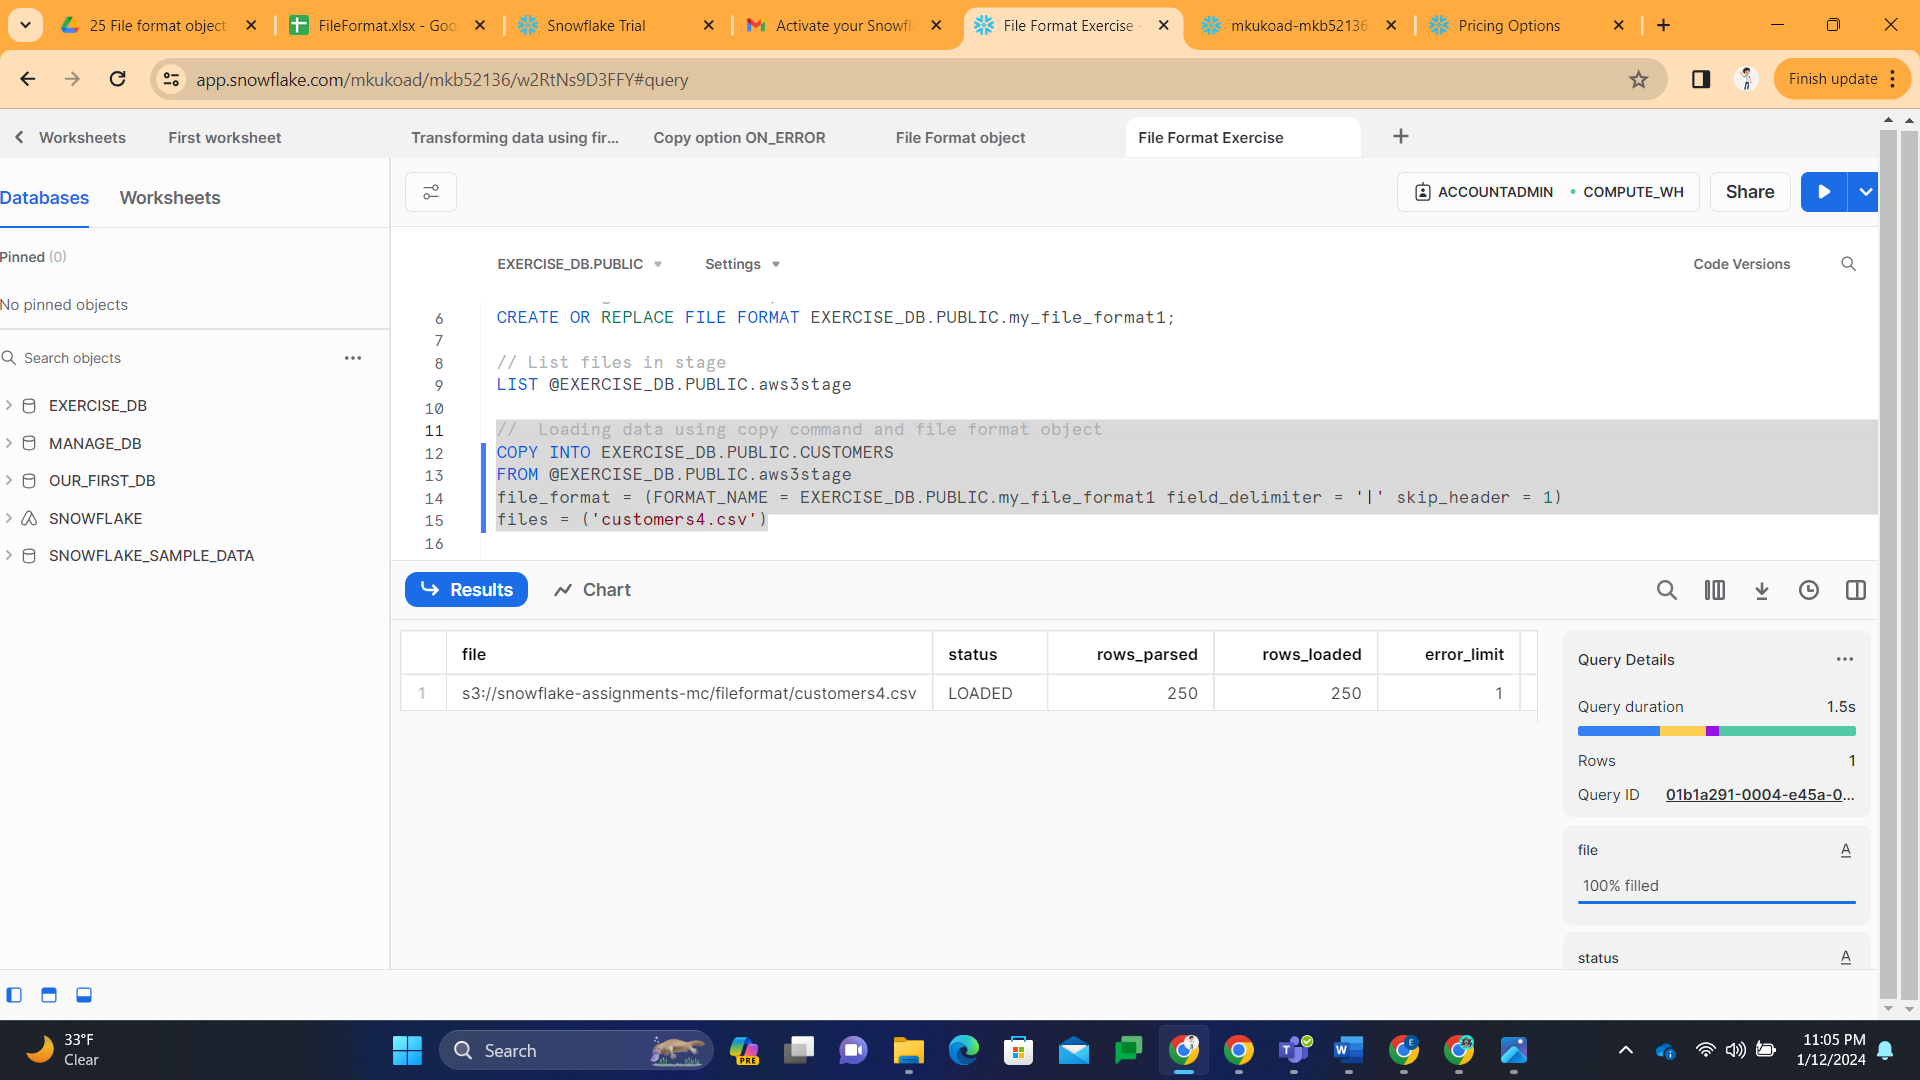 25 File format object
FileFormat.xlsx - Goo
Snowflake Trial
Activate your Snowfl
File Format Exercise -
mkukoad-mkb52136
Pricing Options
app.snowflake.com/mkukoad/mkb52136/w2RtNs9D3FFY#query
Finish update
Worksheets
First worksheet
Transforming data using fir...
Copy option ON_ERROR
File Format object
File Format Exercise
Databases
Worksheets
ACCOUNTADMIN
COMPUTE_WH
Share
Pinned (0)
No pinned objects
Search objects
EXERCISE_DB
MANAGE_DB
OUR_FIRST_DB
SNOWFLAKE
SNOWFLAKE_SAMPLE_DATA
EXERCISE_DB.PUBLIC
Settings
Code Versions
6 CREATE OR REPLACE FILE FORMAT EXERCISE_DB.PUBLIC.my_file_format1;
7
8 // List files in stage
9 LIST @EXERCISE_DB.PUBLIC.aws3stage
10
11 //  Loading data using copy command and file format object
12 COPY INTO EXERCISE_DB.PUBLIC.CUSTOMERS
13 FROM @EXERCISE_DB.PUBLIC.aws3stage
14 file_format = (FORMAT_NAME = EXERCISE_DB.PUBLIC.my_file_format1 field_delimiter = '|' skip_header = 1)
15 files = ('customers4.csv')
16
Results
Chart
file status rows_parsed rows_loaded error_limit
1 s3://snowflake-assignments-mc/fileformat/customers4.csv LOADED 250 250 1
Query Details
Query duration 1.5s
Rows 1
Query ID 01b1a291-0004-e45a-0...
file A
100% filled
status A
33°F
Clear
Search
PRE
11:05 PM
1/12/2024